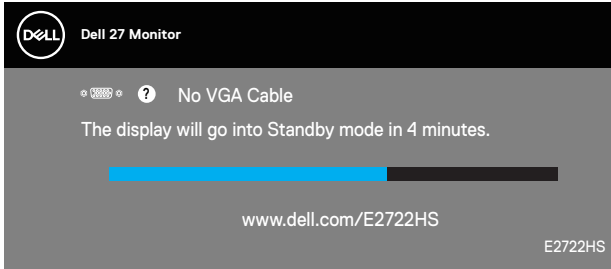 DELL
Dell 27 Monitor
? No VGA Cable
The display will go into Standby mode in 4 minutes.
www.dell.com/E2722HS
E2722HS